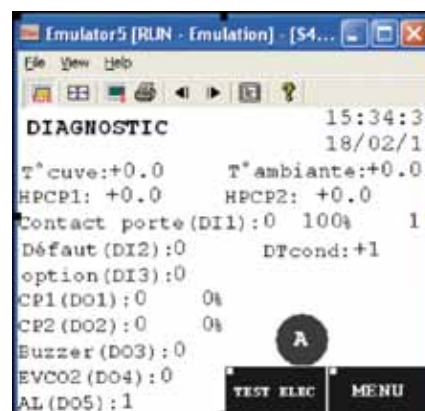 Emulator5 [RUN - Emulation] - [S4...
File View Help
DIAGNOSTIC
15:34:3
18/02/1
T°cuve:+0.0 T°ambiante:+0.0
HPCP1: +0.0 HPCP2: +0.0
Contact porte(DI1):0 100% 1
Défaut(DI2):0 DTcond:+1
option(DI3):0
CP1(DO1):0 0%
CP2(DO2):0 0%
Buzzer(DO3):0
EVCO2(DO4):0
AL(DO5):1
A
TEST ELEC MENU